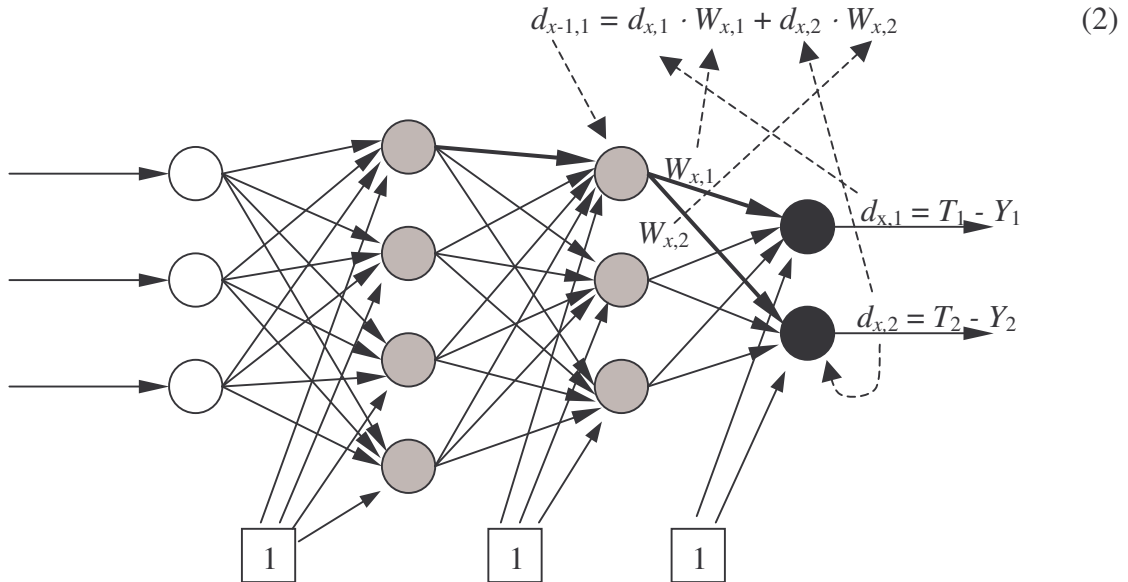 d_{x-1,1} = d_{x,1} · W_{x,1} + d_{x,2} · W_{x,2} (2)
W_{x,1}
d_{x,1} = T_1 - Y_1
W_{x,2}
d_{x,2} = T_2 - Y_2
1 1 1